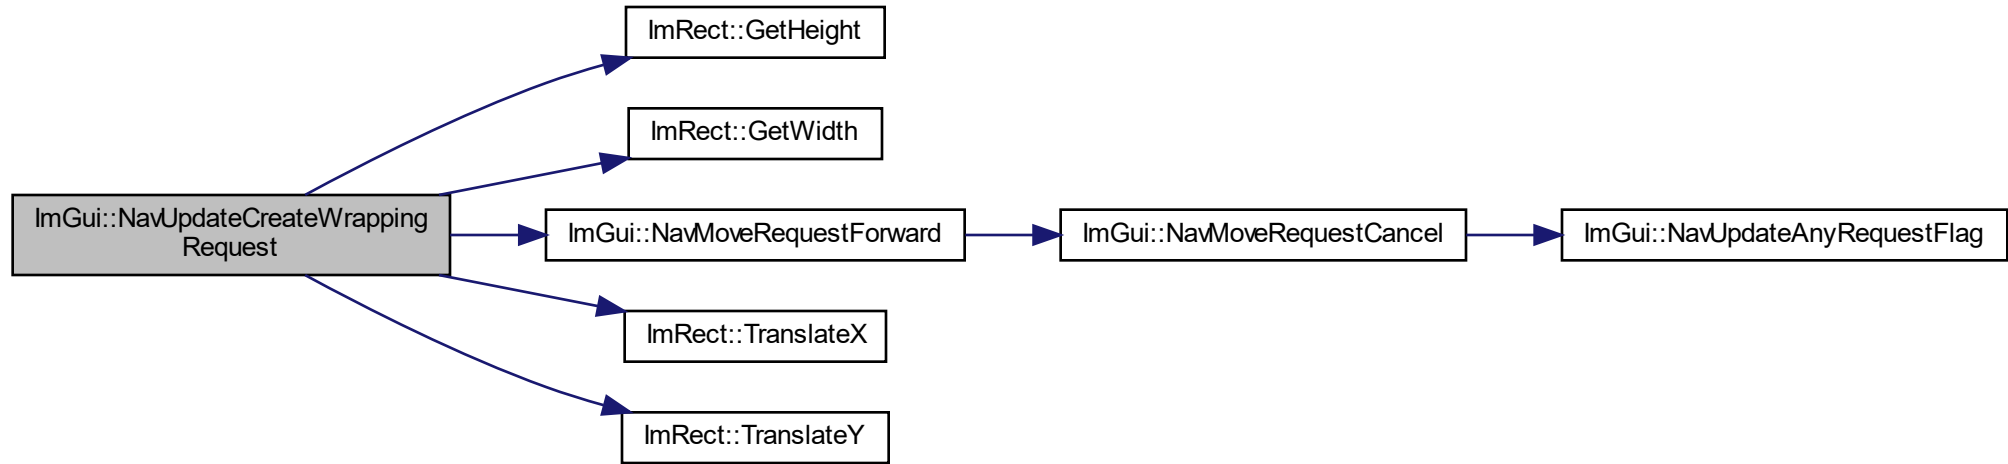 ImRect::GetHeight
ImRect::GetWidth
ImGui::NavUpdateCreateWrapping
Request
ImGui::NavMoveRequestForward
ImGui::NavMoveRequestCancel
ImGui::NavUpdateAnyRequestFlag
ImRect::TranslateX
ImRect::TranslateY